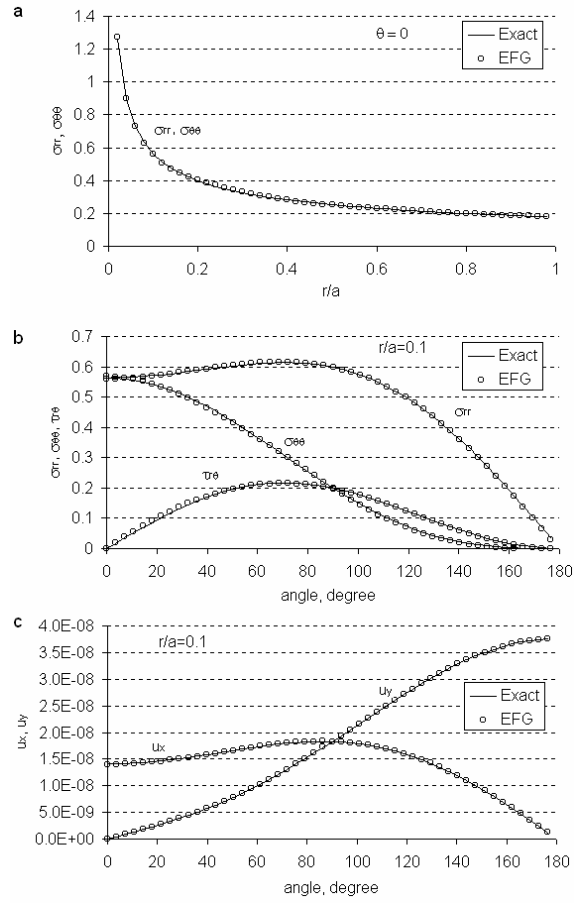 a
1.4
1.2
1
0.8
0.6
0.4
0.2
0
σrr, σθθ
θ = 0
Exact
EFG
σrr, σθθ
0 0.2 0.4 0.6 0.8 1
r/a
b
0.7
0.6
0.5
0.4
0.3
0.2
0.1
0
σrr, σθθ, τrθ
r/a=0.1
Exact
EFG
σrr
σθθ
τrθ
0 20 40 60 80 100 120 140 160 180
angle, degree
c
4.0E-08
3.5E-08
3.0E-08
2.5E-08
2.0E-08
1.5E-08
1.0E-08
5.0E-09
0.0E+00
ux, uy
r/a=0.1
uy
Exact
EFG
ux
0 20 40 60 80 100 120 140 160 180
angle, degree